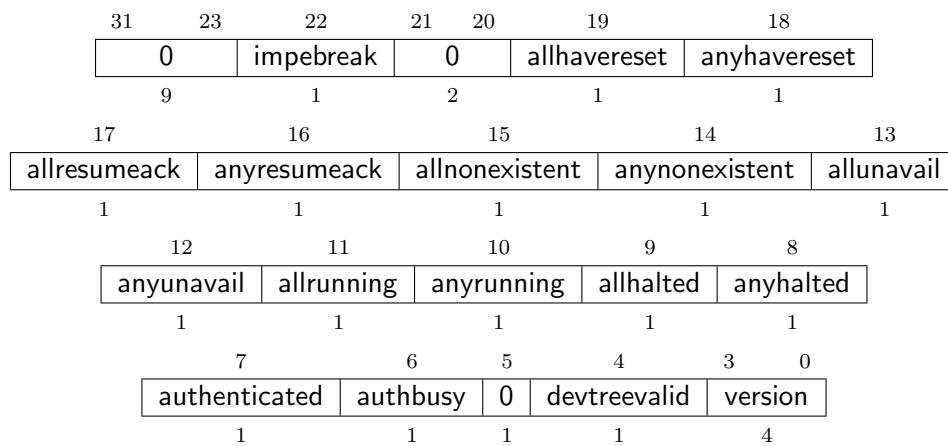 31 23 22 21 20 19 18
0 impebreak 0 allhavereset anyhavereset
9 1 2 1 1
17 16 15 14 13
allresumeack anyresumeack allnonexistent anynonexistent allunavail
1 1 1 1 1
12 11 10 9 8
anyunavail allrunning anyrunning allhalted anyhalted
1 1 1 1 1
7 6 5 4 3 0
authenticated authbusy 0 devtreevalid version
1 1 1 1 4